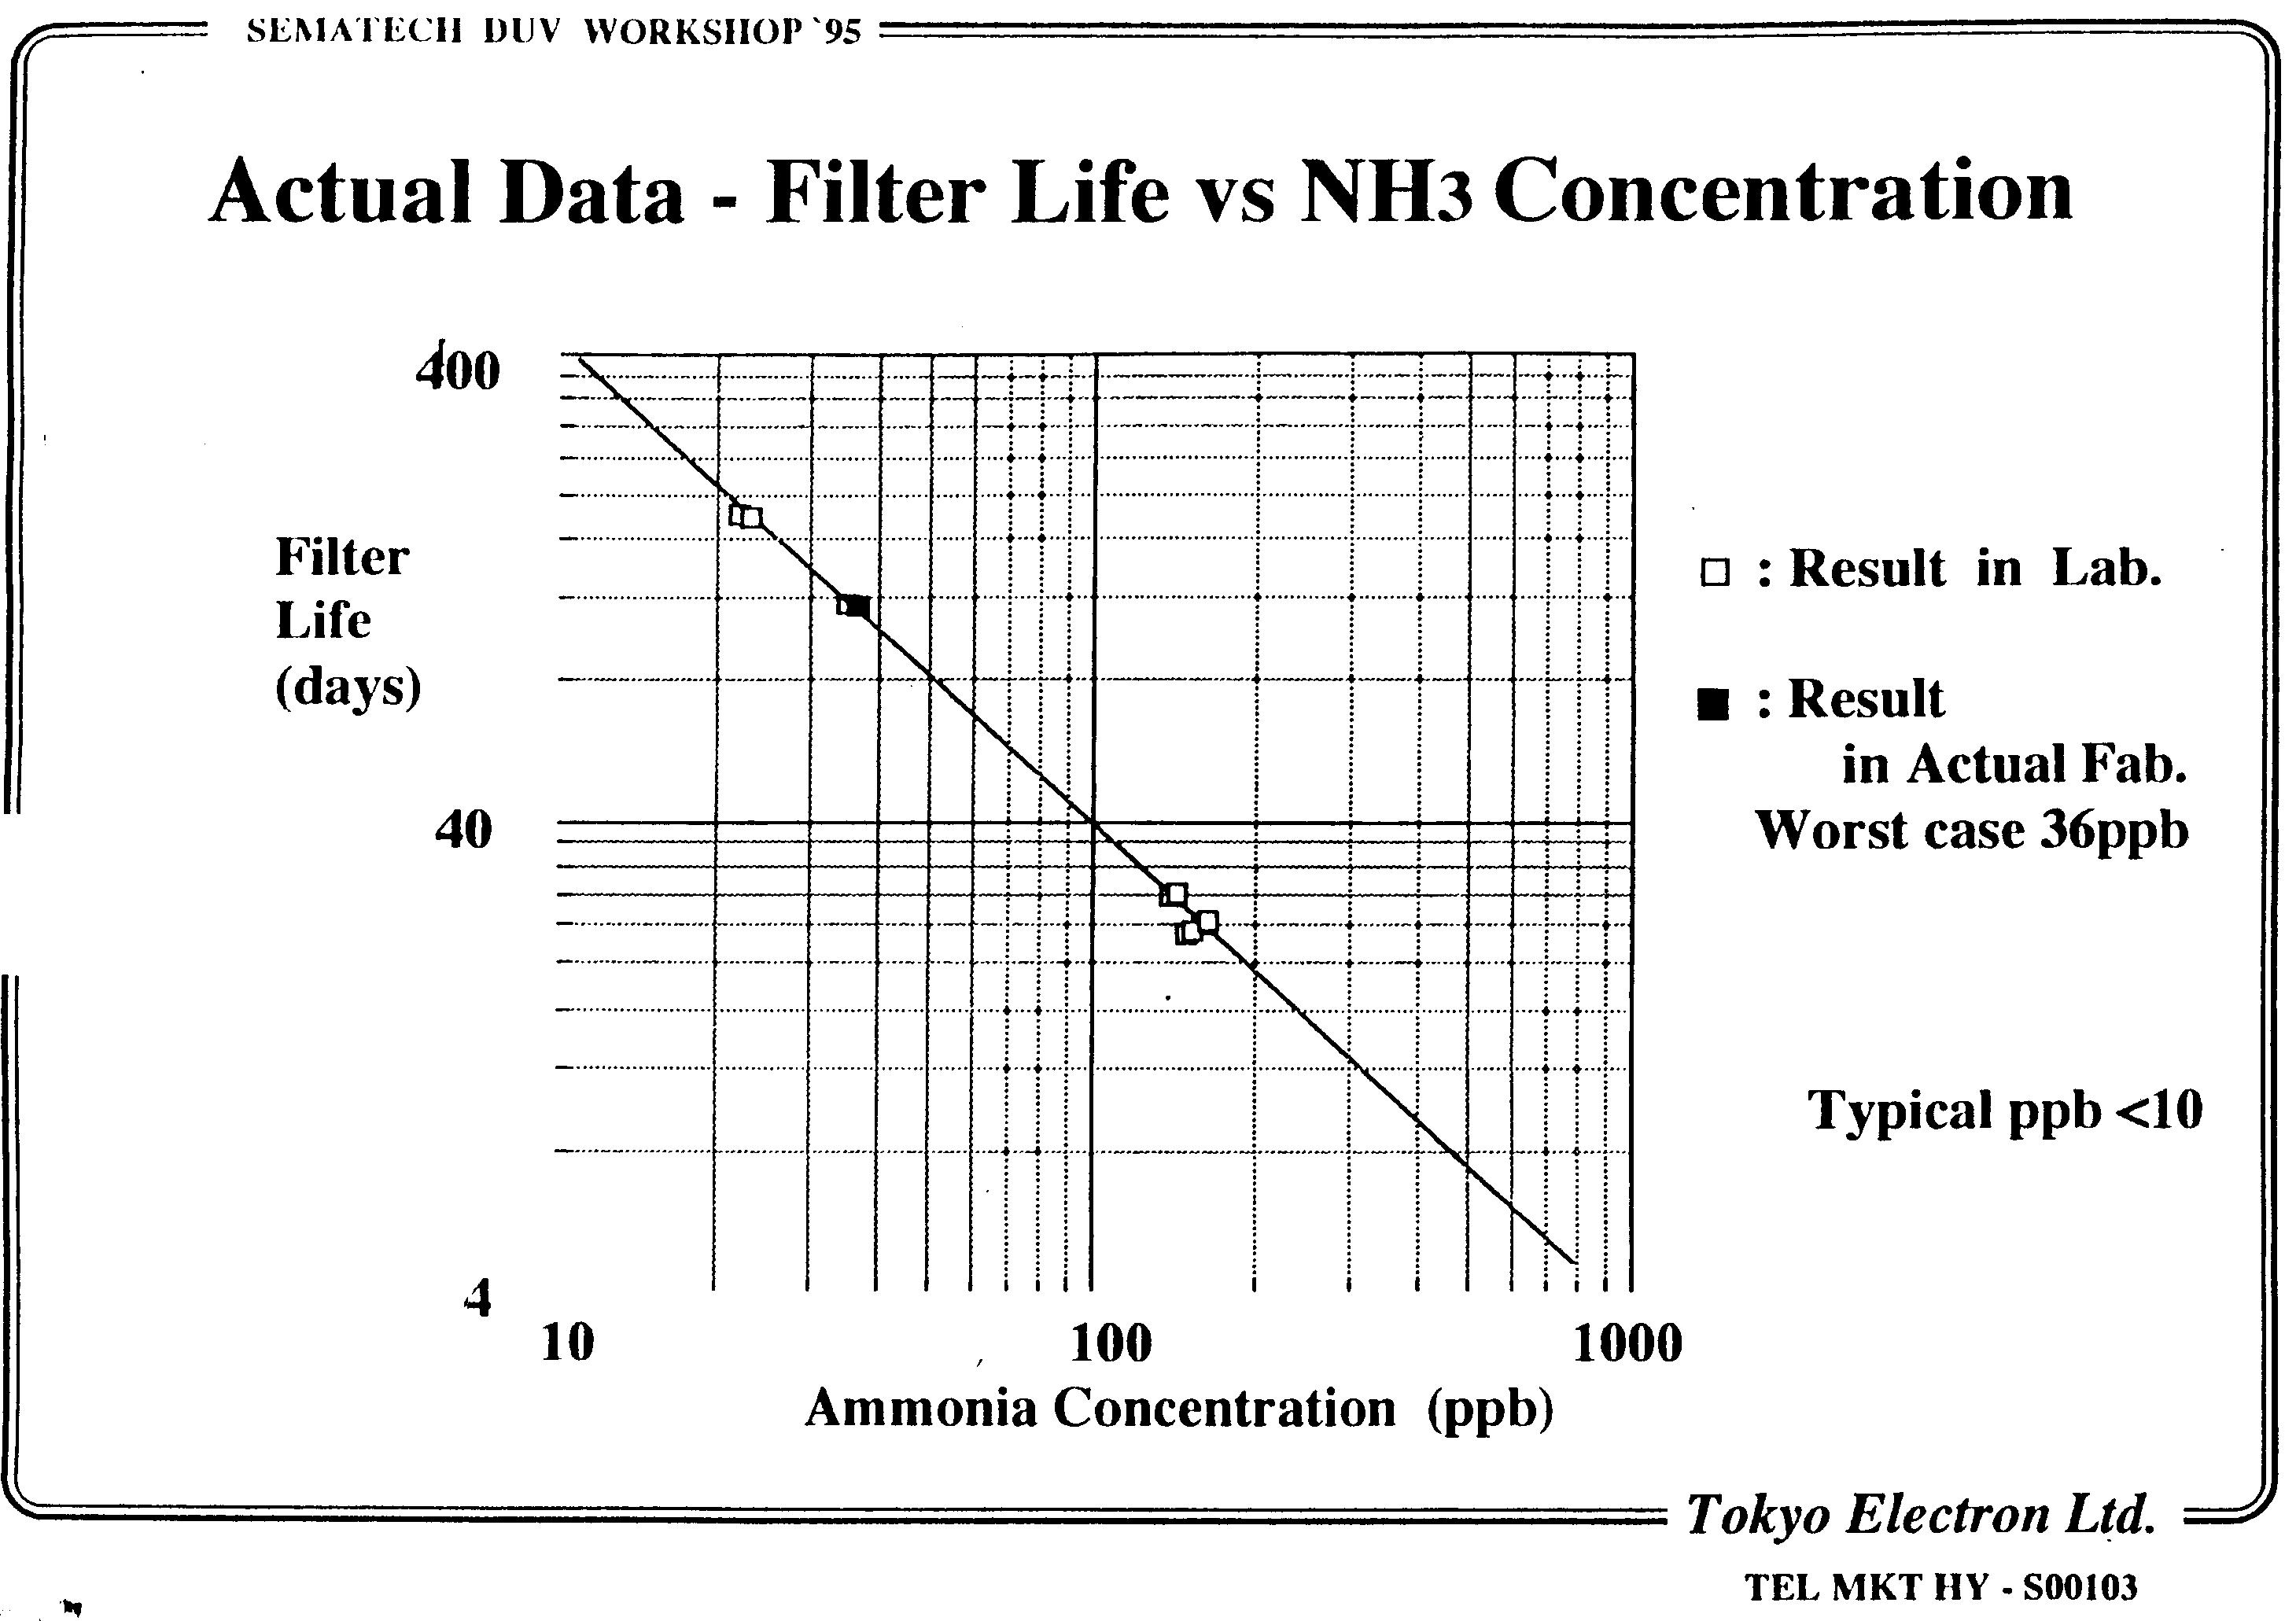 SEMATECH DUV WORKSHOP `95
Actual Data - Filter Life vs NH3 Concentration
400
Filter
Life
(days)
40
4
10 100 1000
Ammonia Concentration (ppb)
□ : Result in Lab.
■ : Result
in Actual Fab.
Worst case 36ppb
Typical ppb <10
Tokyo Electron Ltd.
TEL MKT HY - S00103